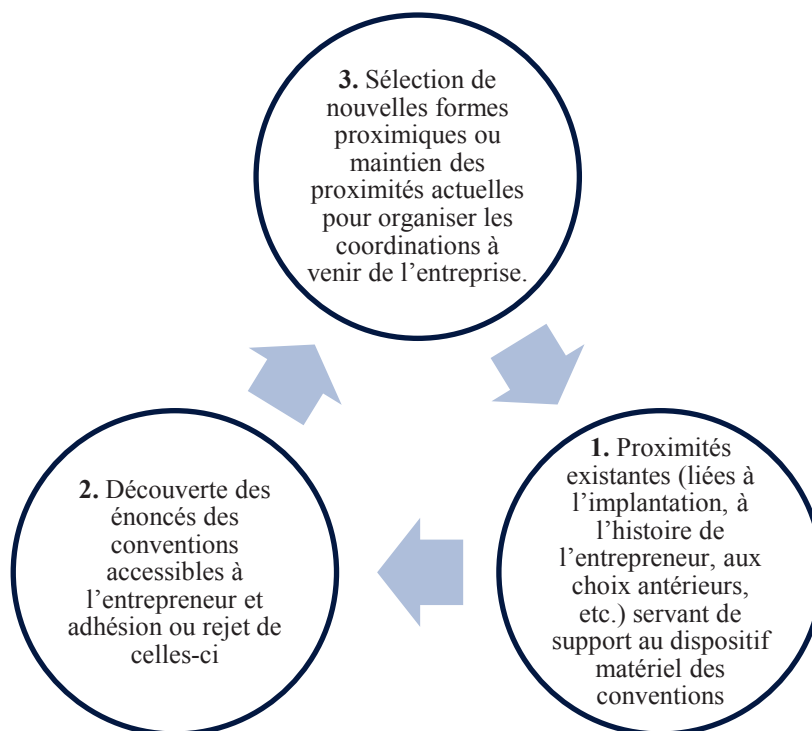 3. Sélection de
nouvelles formes
proximiques ou
maintien des
proximités actuelles
pour organiser les
coordinations à
venir de l’entreprise.
1. Proximités
existantes (liées à
l’implantation, à
l’histoire de
l’entrepreneur, aux
choix antérieurs,
etc.) servant de
support au dispositif
matériel des
conventions
2. Découverte des
énoncés des
conventions
accessibles à
l’entrepreneur et
adhésion ou rejet de
celles-ci